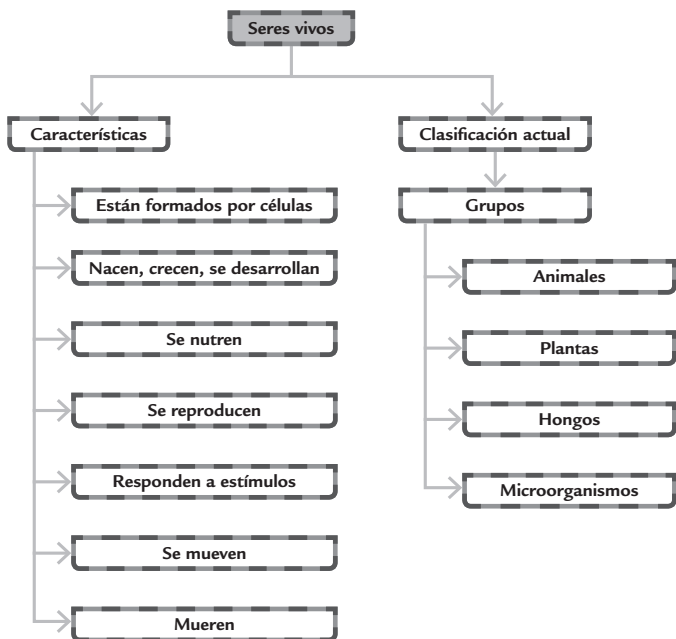 Seres vivos
Características
Están formados por células
Nacen, crecen, se desarrollan
Se nutren
Se reproducen
Responden a estímulos
Se mueven
Mueren
Clasificación actual
Grupos
Animales
Plantas
Hongos
Microorganismos